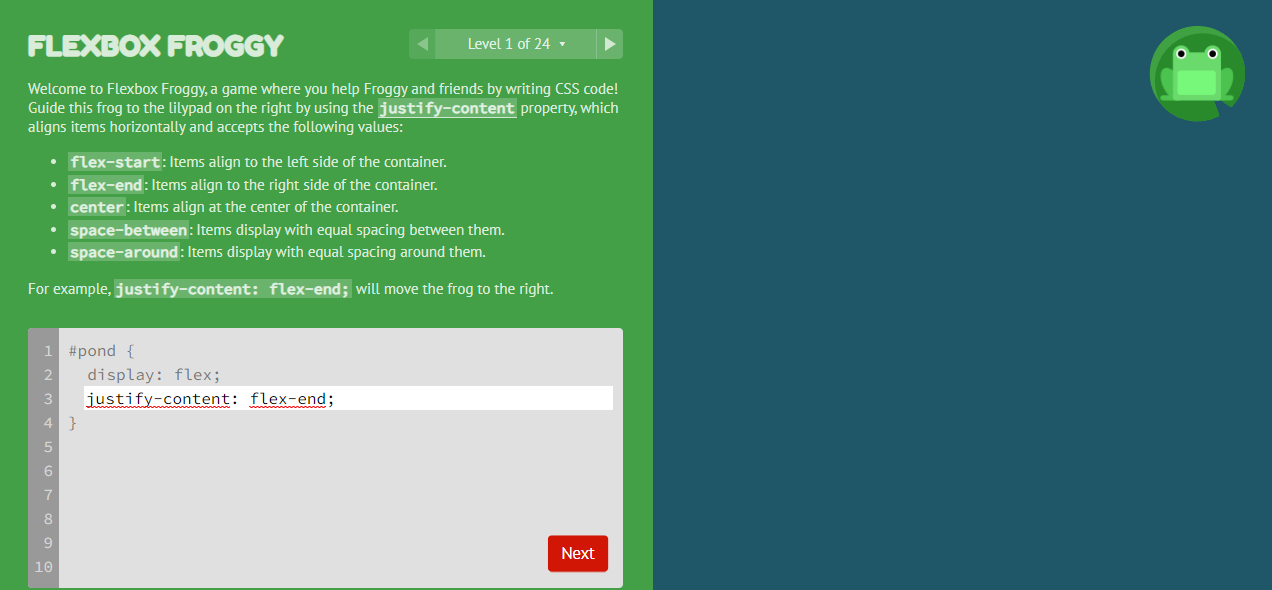 FLEXBOX FROGGY
Level 1 of 24
Welcome to Flexbox Froggy, a game where you help Froggy and friends by writing CSS code!
Guide this frog to the lilypad on the right by using the justify-content property, which
aligns items horizontally and accepts the following values:
• flex-start: Items align to the left side of the container.
• flex-end: Items align to the right side of the container.
• center: Items align at the center of the container.
• space-between: Items display with equal spacing between them.
• space-around: Items display with equal spacing around them.
For example, justify-content: flex-end; will move the frog to the right.
1 #pond {
2 display: flex;
3 justify-content: flex-end;
4 }
5
6
7
8
9
10
Next